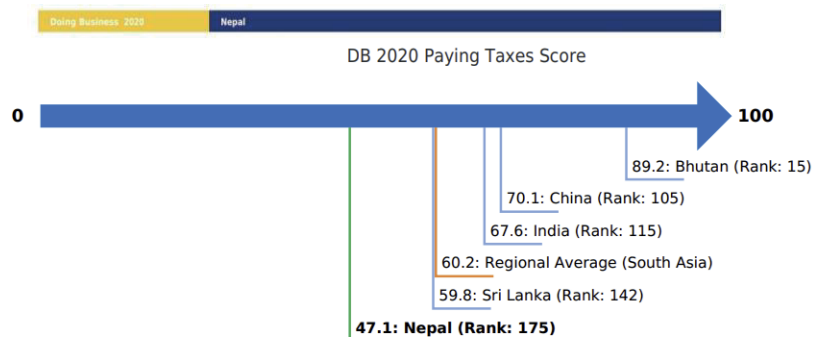 Doing Business 2020 Nepal
DB 2020 Paying Taxes Score
0 100
89.2: Bhutan (Rank: 15)
70.1: China (Rank: 105)
67.6: India (Rank: 115)
60.2: Regional Average (South Asia)
59.8: Sri Lanka (Rank: 142)
47.1: Nepal (Rank: 175)